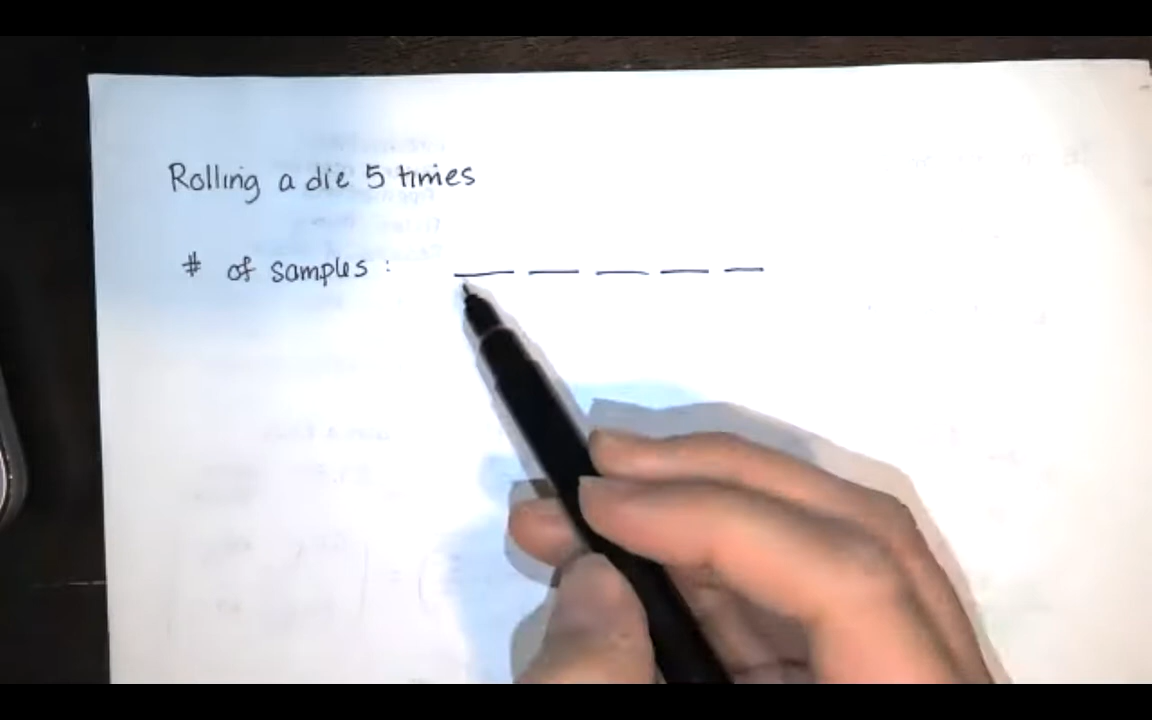 Rolling a die 5 times
# of samples : _ _ _ _ _